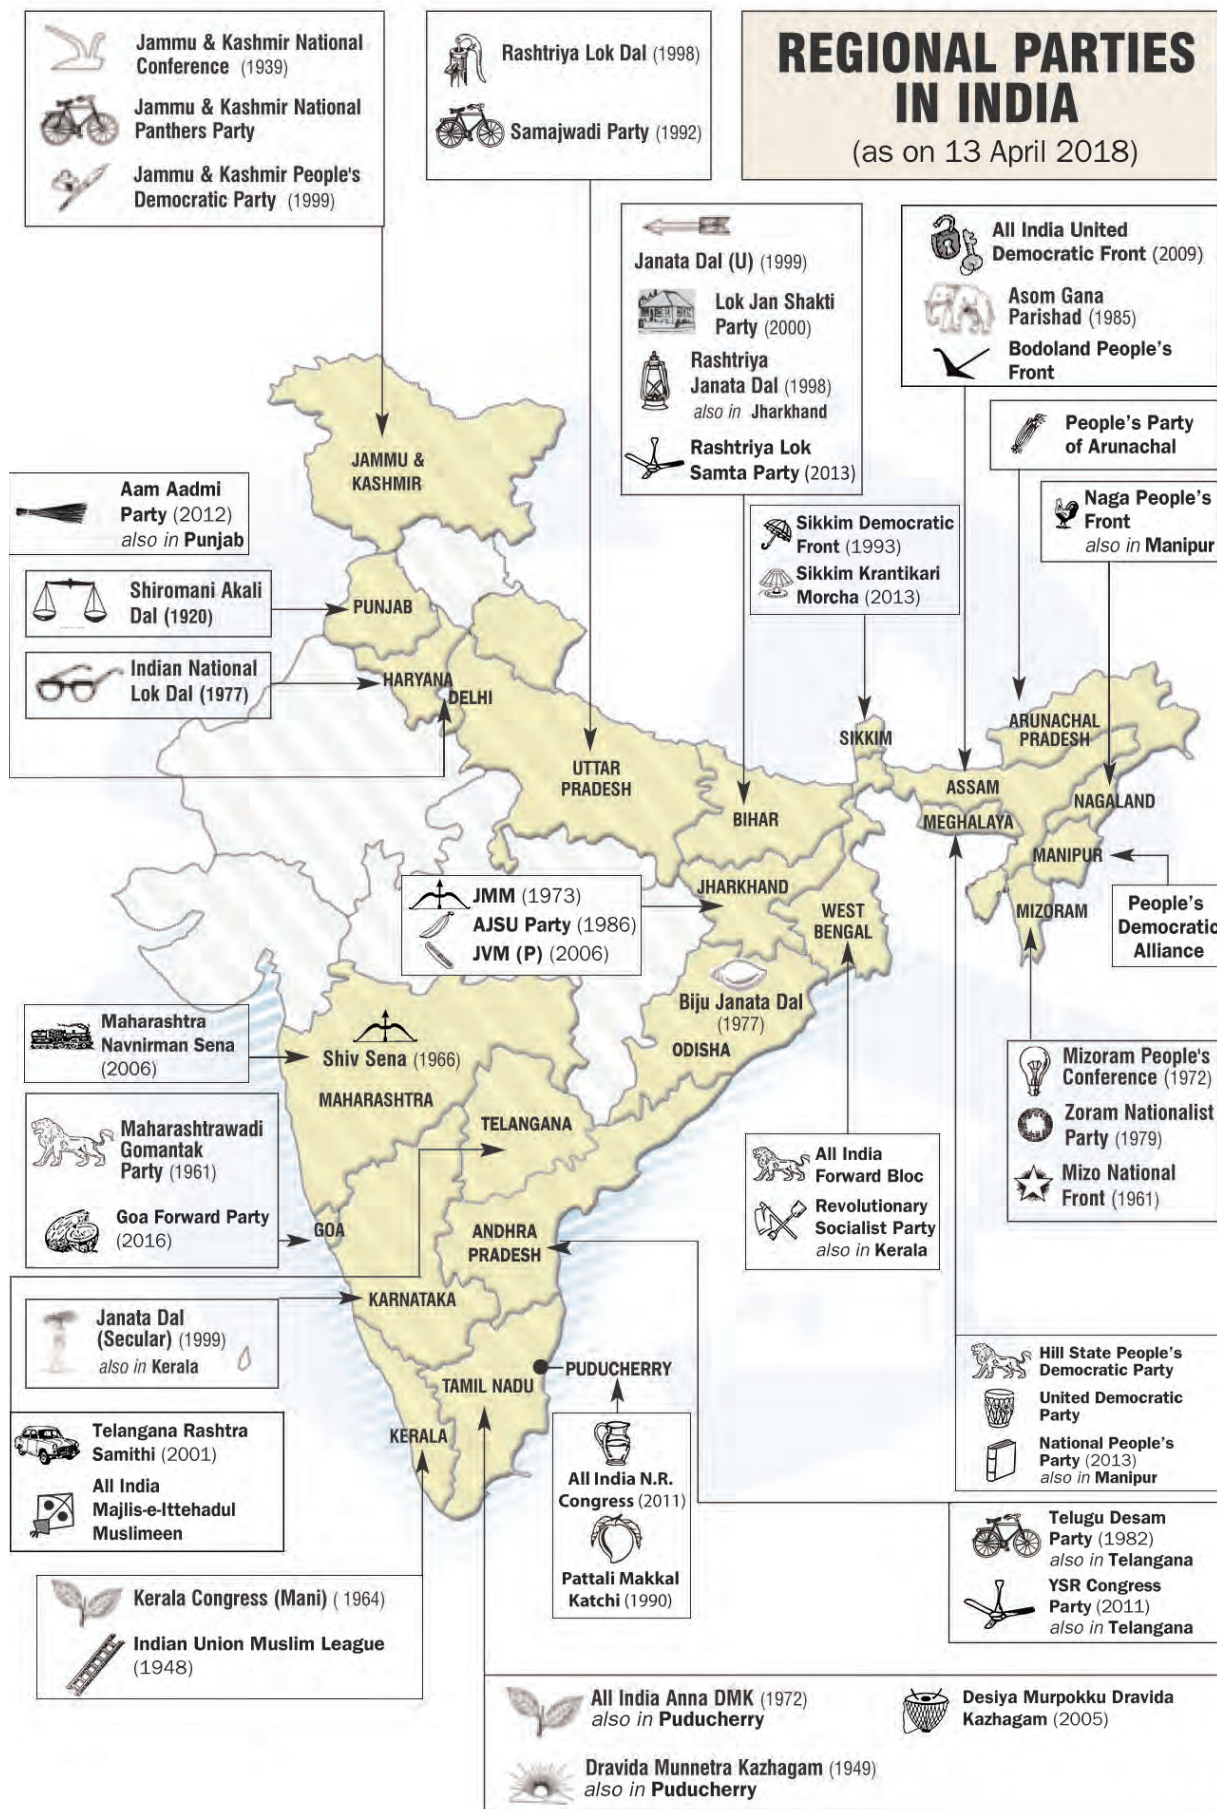 REGIONAL PARTIES
IN INDIA
(as on 13 April 2018)
Jammu & Kashmir National
Conference (1939)
Jammu & Kashmir National
Panthers Party
Jammu & Kashmir People's
Democratic Party (1999)
Rashtriya Lok Dal (1998)
Samajwadi Party (1992)
Janata Dal (U) (1999)
Lok Jan Shakti
Party (2000)
Rashtriya
Janata Dal (1998)
also in Jharkhand
Rashtriya Lok
Samta Party (2013)
All India United
Democratic Front (2009)
Asom Gana
Parishad (1985)
Bodoland People's
Front
People's Party
of Arunachal
Naga People's
Front
also in Manipur
Aam Aadmi
Party (2012)
also in Punjab
Shiromani Akali
Dal (1920)
Indian National
Lok Dal (1977)
Sikkim Democratic
Front (1993)
Sikkim Krantikari
Morcha (2013)
JAMMU &
KASHMIR
PUNJAB
HARYANA
DELHI
UTTAR
PRADESH
BIHAR
SIKKIM
ARUNACHAL
PRADESH
ASSAM
NAGALAND
MEGHALAYA
MANIPUR
MIZORAM
JHARKHAND
WEST
BENGAL
JMM (1973)
AJSU Party (1986)
JVM (P) (2006)
People's
Democratic
Alliance
Biju Janata Dal
(1977)
ODISHA
Maharashtra
Navnirman Sena
(2006)
Shiv Sena (1966)
MAHARASHTRA
TELANGANA
Mizoram People's
Conference (1972)
Zoram Nationalist
Party (1979)
Mizo National
Front (1961)
Maharashtrawadi
Gomantak
Party (1961)
Goa Forward Party
(2016)
GOA
ANDHRA
PRADESH
All India
Forward Bloc
Revolutionary
Socialist Party
also in Kerala
KARNATAKA
Janata Dal
(Secular) (1999)
also in Kerala
TAMIL NADU
PUDUCHERRY
KERALA
Hill State People's
Democratic Party
United Democratic
Party
National People's
Party (2013)
also in Manipur
Telangana Rashtra
Samithi (2001)
All India
Majlis-e-Ittehadul
Muslimeen
All India N.R.
Congress (2011)
Pattali Makkal
Katchi (1990)
Telugu Desam
Party (1982)
also in Telangana
YSR Congress
Party (2011)
also in Telangana
Kerala Congress (Mani) ( 1964)
Indian Union Muslim League
(1948)
All India Anna DMK (1972)
also in Puducherry
Desiya Murpokku Dravida
Kazhagam (2005)
Dravida Munnetra Kazhagam (1949)
also in Puducherry